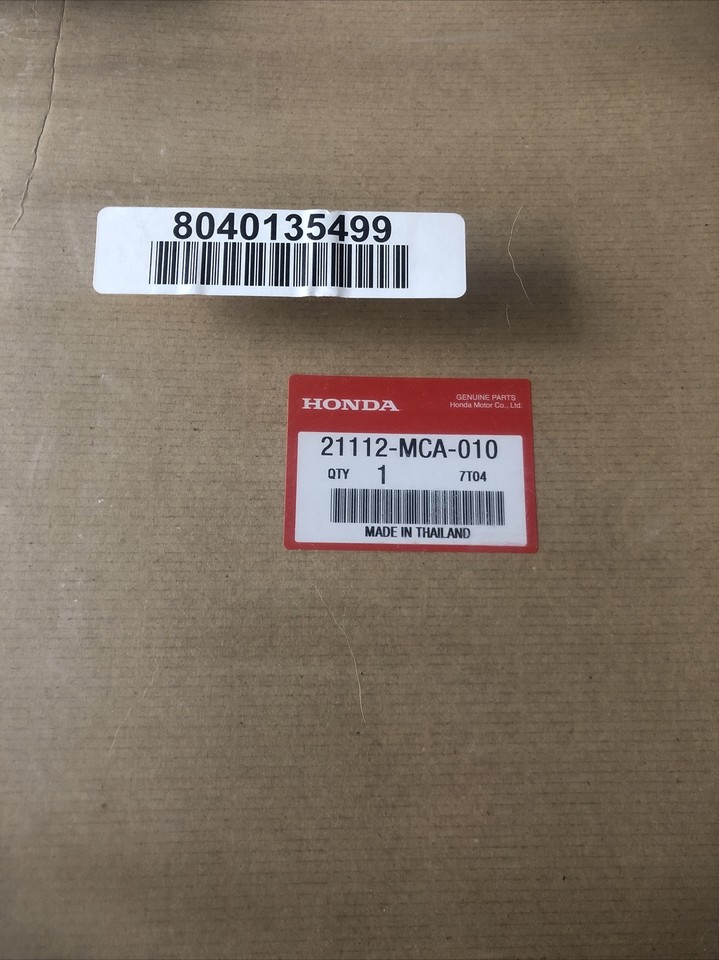 8040135499
HONDA
GENUINE PARTS
Honda Motor Co., Ltd.
21112-MCA-010
QTY 1 7T04
MADE IN THAILAND